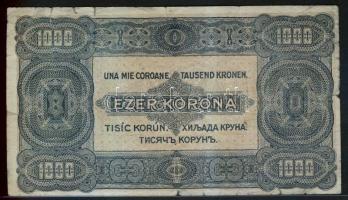 1000 1000
UNA MIE COROANE TAUSEND KRONEN.
EZER KORONA
TISÍC KORUN. ХИЉАДА КРУНА.
ТИСЯЧЪ КОРУНЪ.
1000 1000